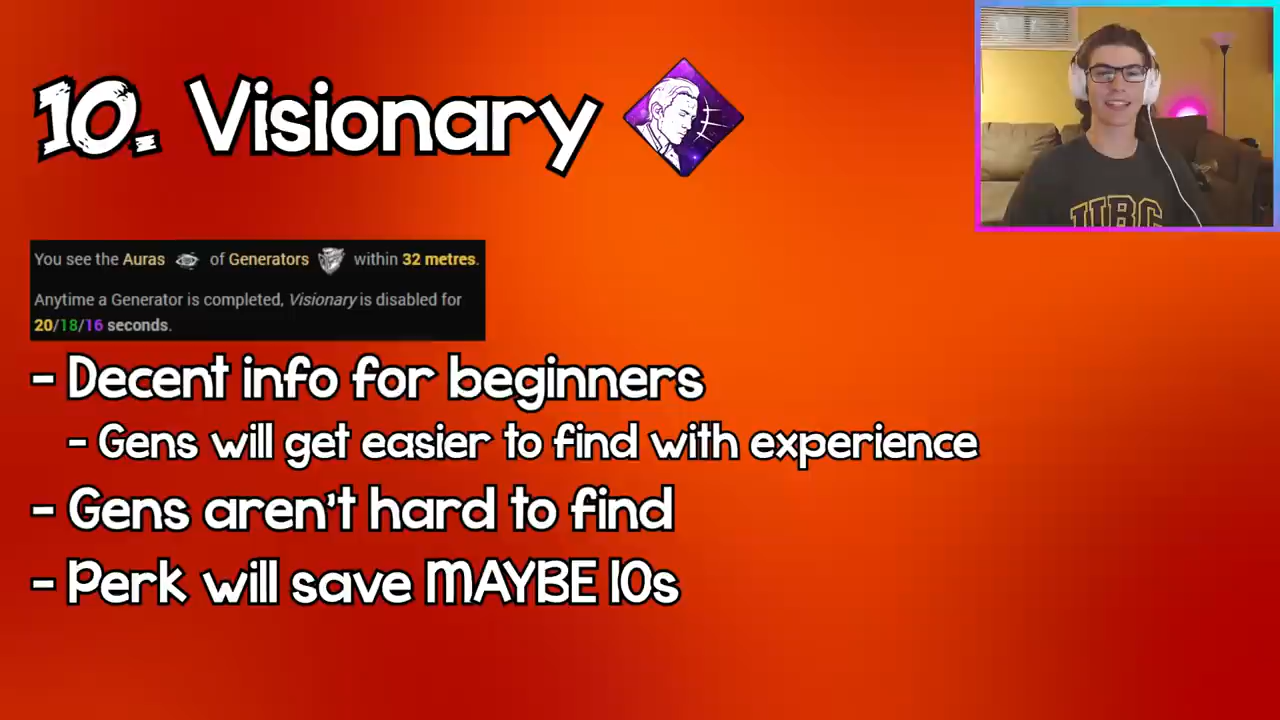 10. Visionary
You see the Auras of Generators within 32 metres.
Anytime a Generator is completed, Visionary is disabled for
20/18/16 seconds.
- Decent info for beginners
- Gens will get easier to find with experience
- Gens aren't hard to find
- Perk will save MAYBE 10s
UBC